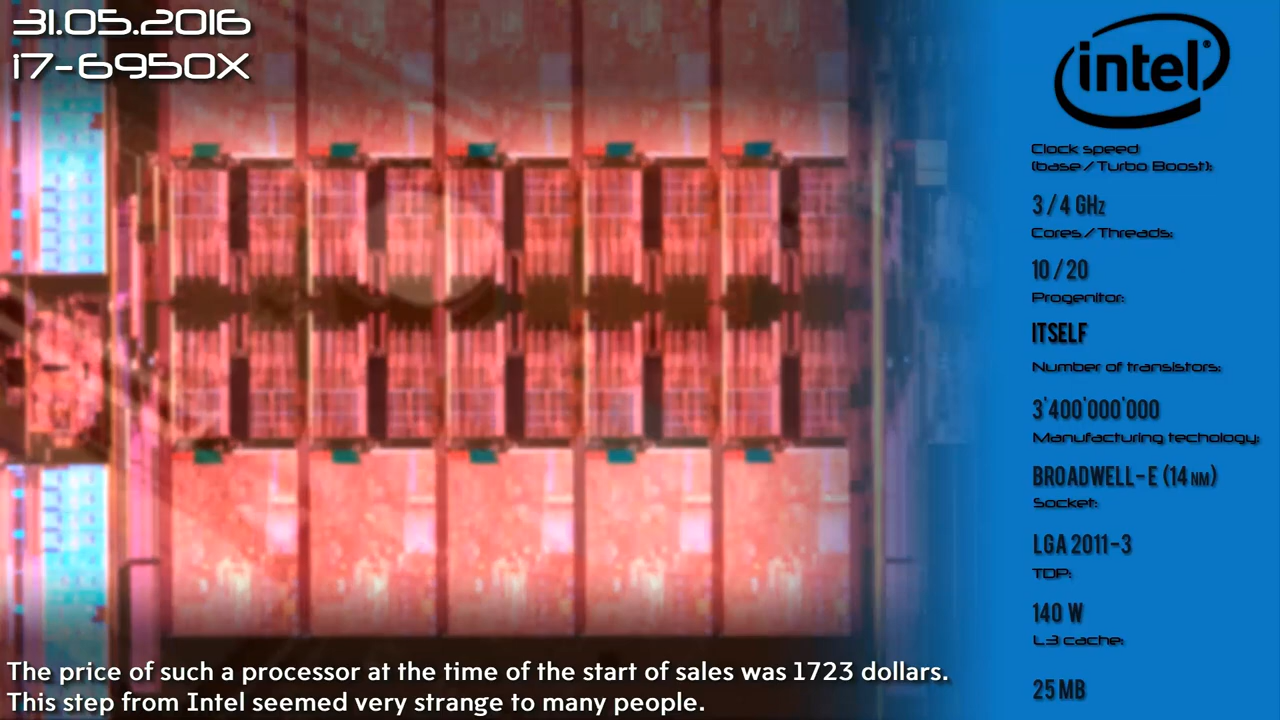 31.05.2016
i7-6950X
intel®
Clock speed
(base/Turbo Boost):
3 / 4 GHz
Cores/Threads:
10 / 20
Progenitor:
ITSELF
Number of transistors:
3'400'000'000
Manufacturing techology:
BROADWELL-E (14 NM)
Socket:
LGA 2011-3
TDP:
140 W
L3 cache:
25 MB
The price of such a processor at the time of the start of sales was 1723 dollars.
This step from Intel seemed very strange to many people.